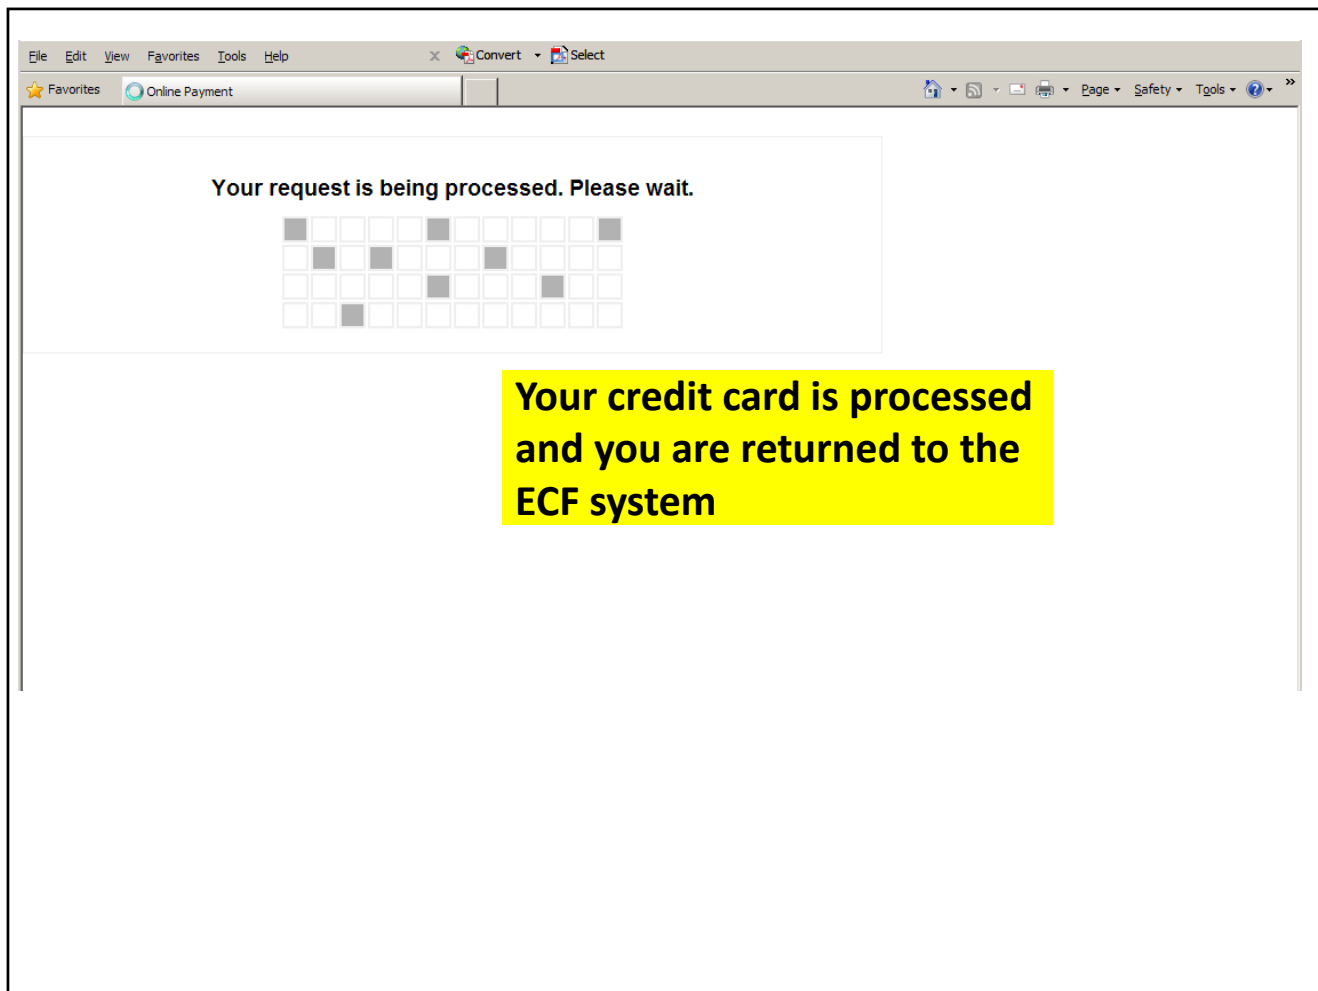 File Edit View Favorites Tools Help x Convert Select
Favorites Online Payment Page Safety Tools »
Your request is being processed. Please wait.
Your credit card is processed
and you are returned to the
ECF system